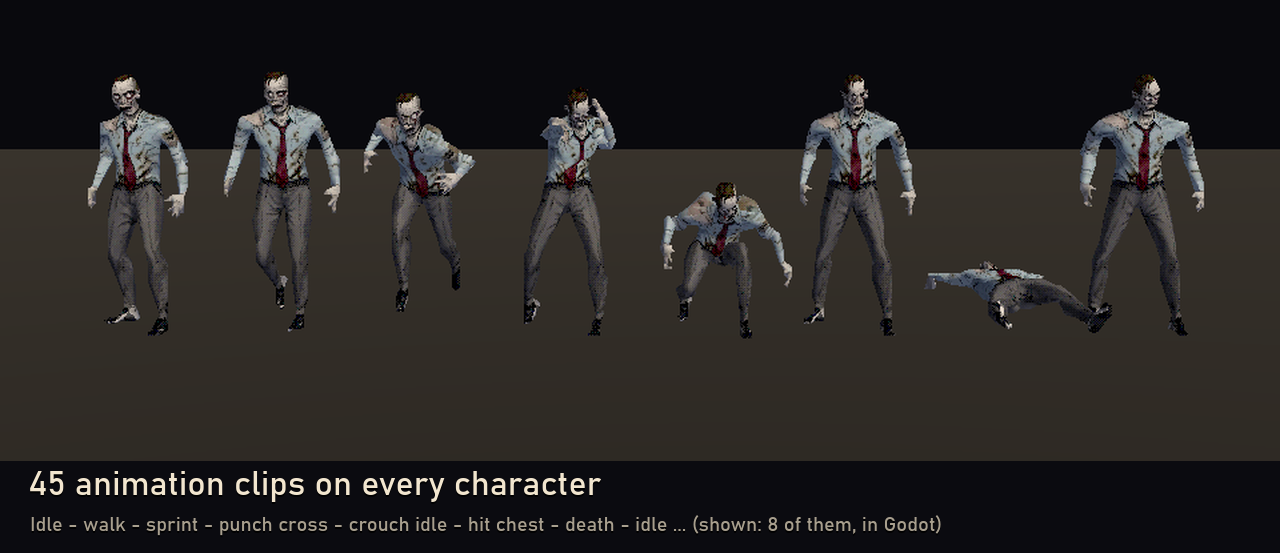 45 animation clips on every character
Idle - walk - sprint - punch cross - crouch idle - hit chest - death - idle ... (shown: 8 of them, in Godot)